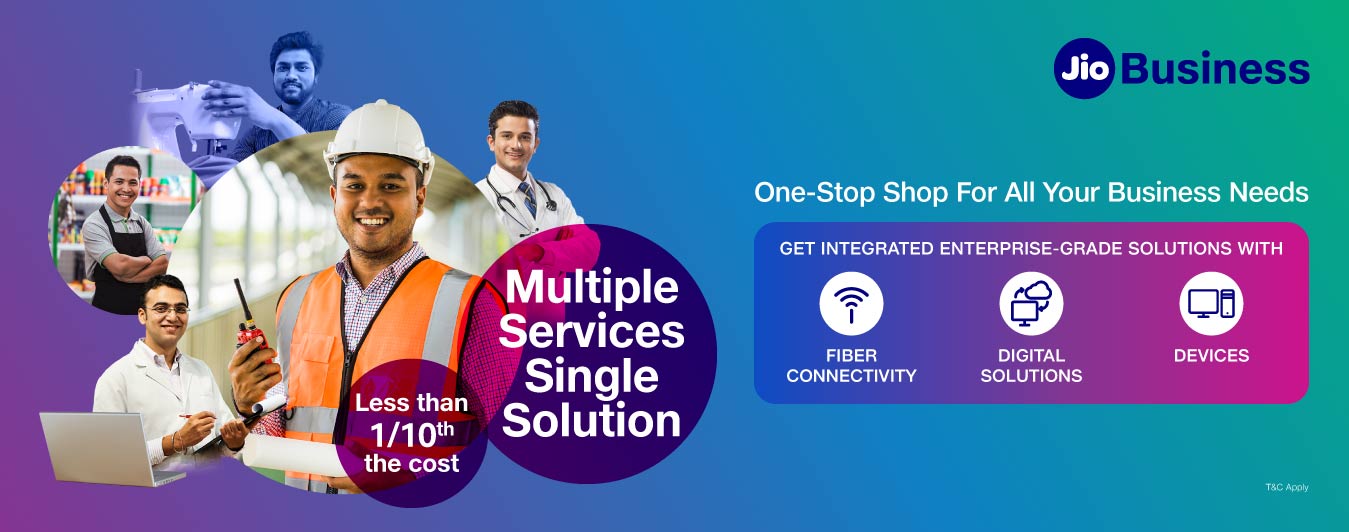 Jio Business
Multiple
Services
Single
Solution
Less than
1/10th
the cost
One-Stop Shop For All Your Business Needs
GET INTEGRATED ENTERPRISE-GRADE SOLUTIONS WITH
FIBER
CONNECTIVITY
DIGITAL
SOLUTIONS
DEVICES
T&C Apply